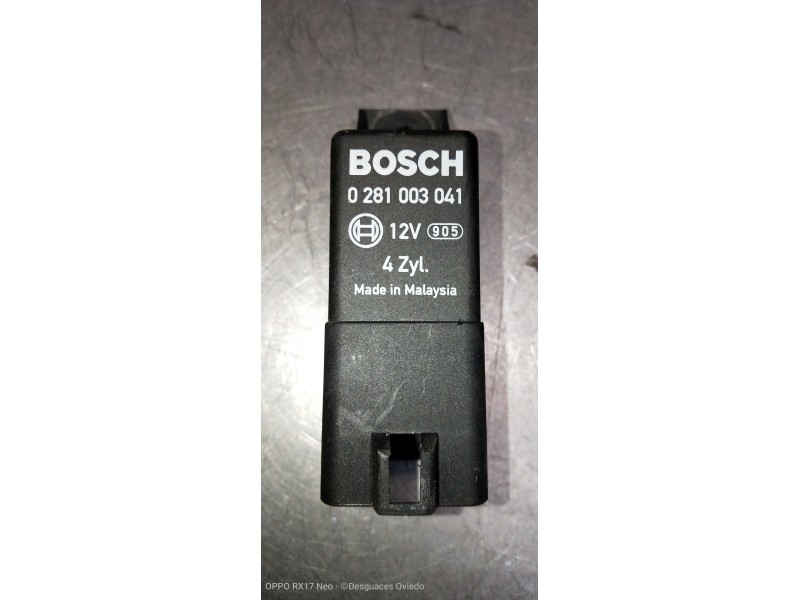 BOSCH
0 281 003 041
12V 905
4 Zyl.
Made in Malaysia
OPPO RX17 Neo · ©Desguaces Oviedo